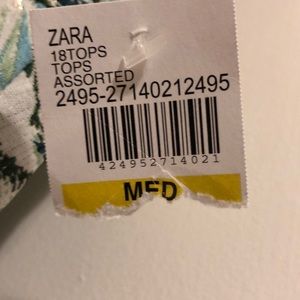 ZARA
18TOPS
TOPS
ASSORTED
2495-27140212495
424952714021
MED